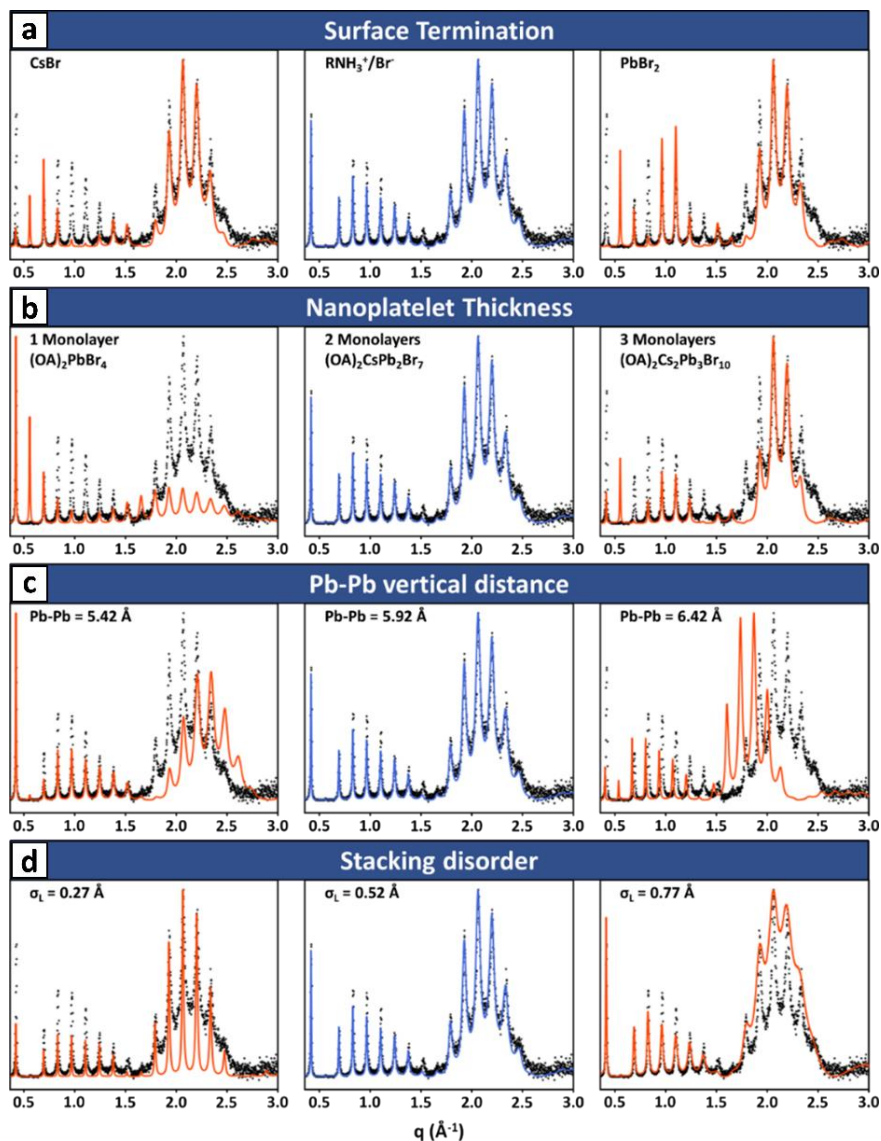 a
Surface Termination
CsBr
RNH₃⁺/Br⁻
PbBr₂
0.5 1.0 1.5 2.0 2.5 3.0
0.5 1.0 1.5 2.0 2.5 3.0
0.5 1.0 1.5 2.0 2.5 3.0
b
Nanoplatelet Thickness
1 Monolayer
(OA)₂PbBr₄
2 Monolayers
(OA)₂CsPb₂Br₇
3 Monolayers
(OA)₂Cs₂Pb₃Br₁₀
0.5 1.0 1.5 2.0 2.5 3.0
0.5 1.0 1.5 2.0 2.5 3.0
0.5 1.0 1.5 2.0 2.5 3.0
c
Pb-Pb vertical distance
Pb-Pb = 5.42 Å
Pb-Pb = 5.92 Å
Pb-Pb = 6.42 Å
0.5 1.0 1.5 2.0 2.5 3.0
0.5 1.0 1.5 2.0 2.5 3.0
0.5 1.0 1.5 2.0 2.5 3.0
d
Stacking disorder
σL = 0.27 Å
σL = 0.52 Å
σL = 0.77 Å
0.5 1.0 1.5 2.0 2.5 3.0
0.5 1.0 1.5 2.0 2.5 3.0
0.5 1.0 1.5 2.0 2.5 3.0
q (Å⁻¹)